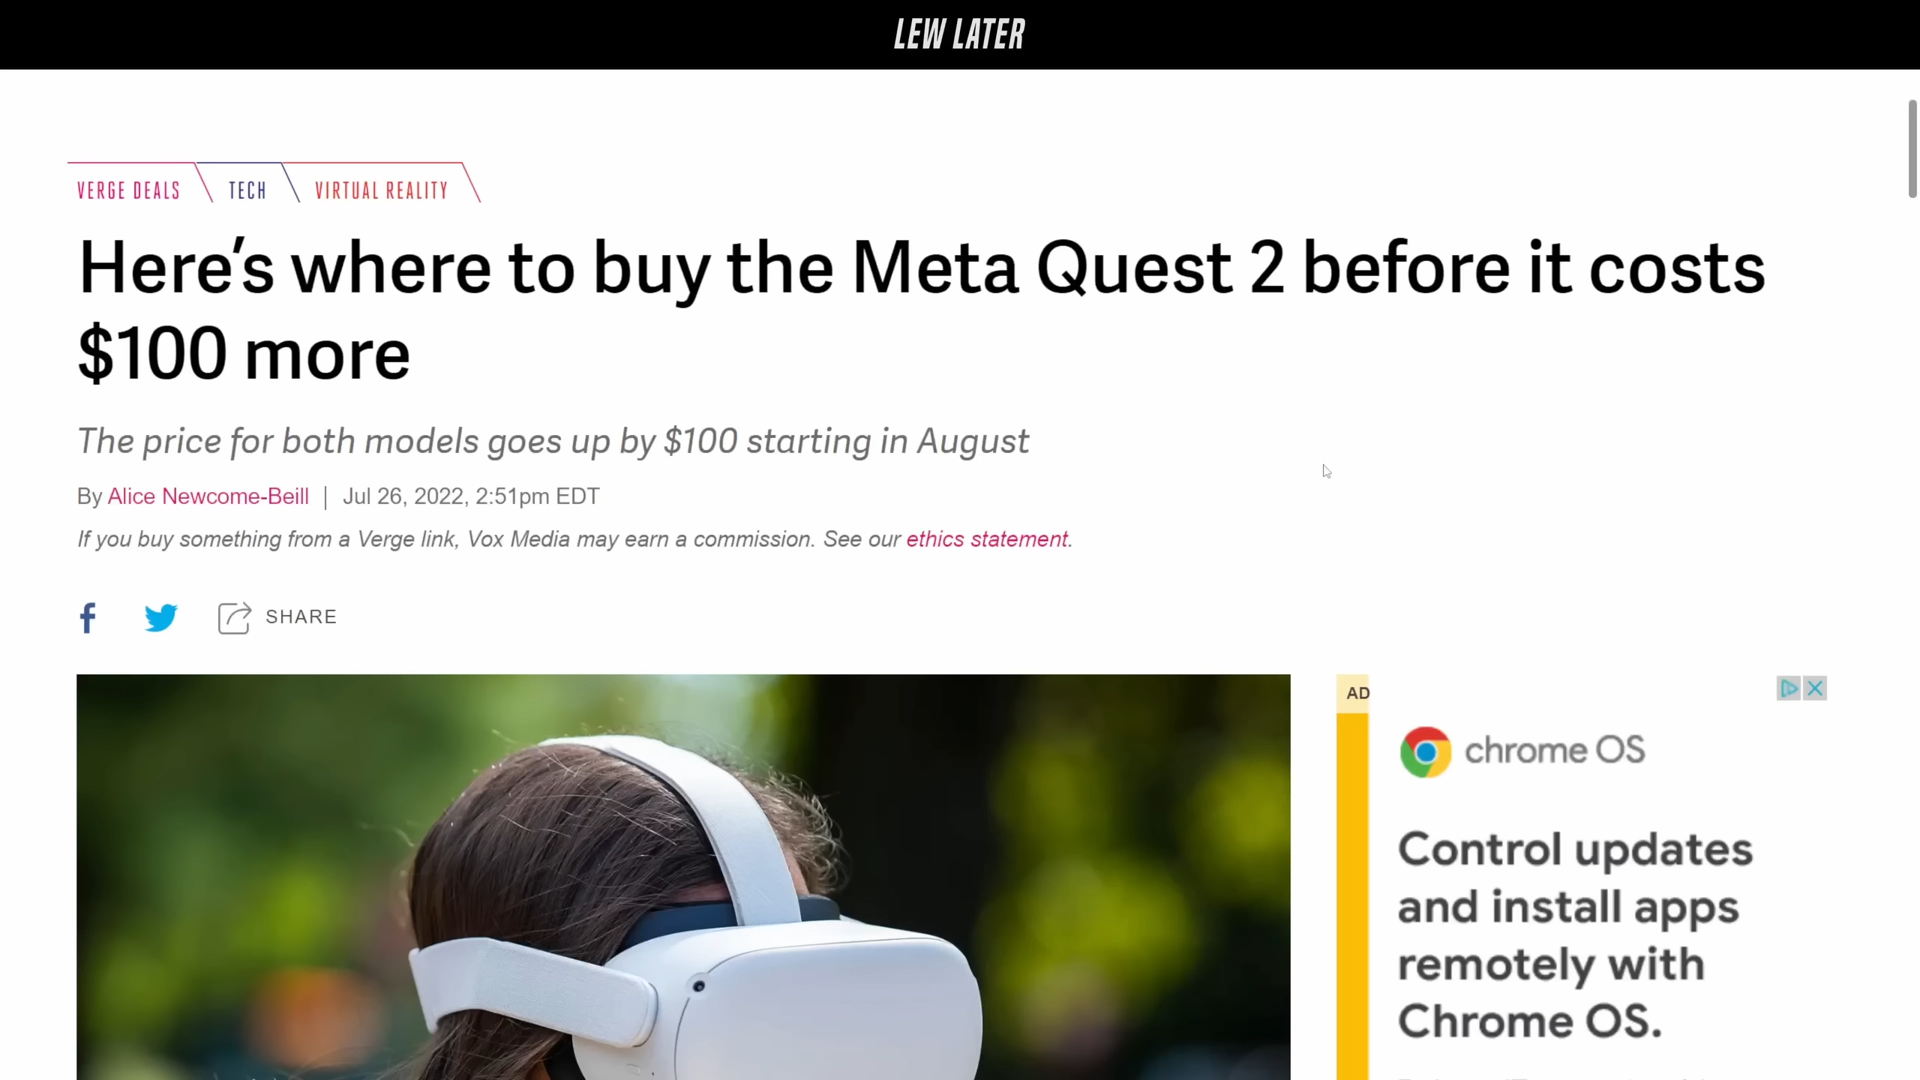 LEW LATER
VERGE DEALS
TECH
VIRTUAL REALITY
Here's where to buy the Meta Quest 2 before it costs
$100 more
The price for both models goes up by $100 starting in August
By Alice Newcome-Beill | Jul 26, 2022, 2:51pm EDT
If you buy something from a Verge link, Vox Media may earn a commission. See our ethics statement.
SHARE
AD
chrome OS
Control updates
and install apps
remotely with
Chrome OS.